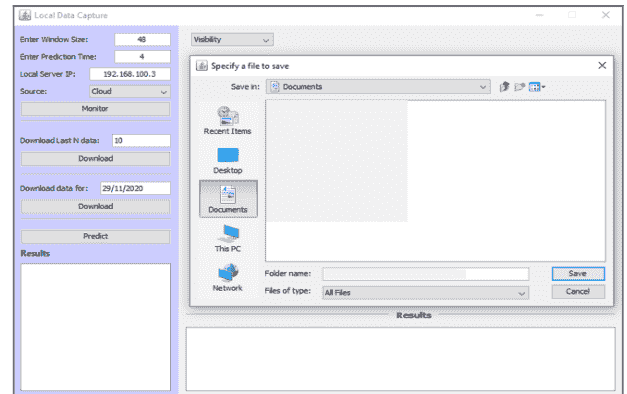 Local Data Capture
Enter Window Size: 48
Enter Prediction Time: 4
Local Server IP: 192.168.100.3
Source: Cloud
Monitor
Download Last N data: 10
Download
Download data for: 29/11/2020
Download
Predict
Results
Visibility
Specify a file to save
Save in: Documents
Recent Items
Desktop
Documents
This PC
Network
Folder name:
Save
Files of type: All Files
Cancel
Results